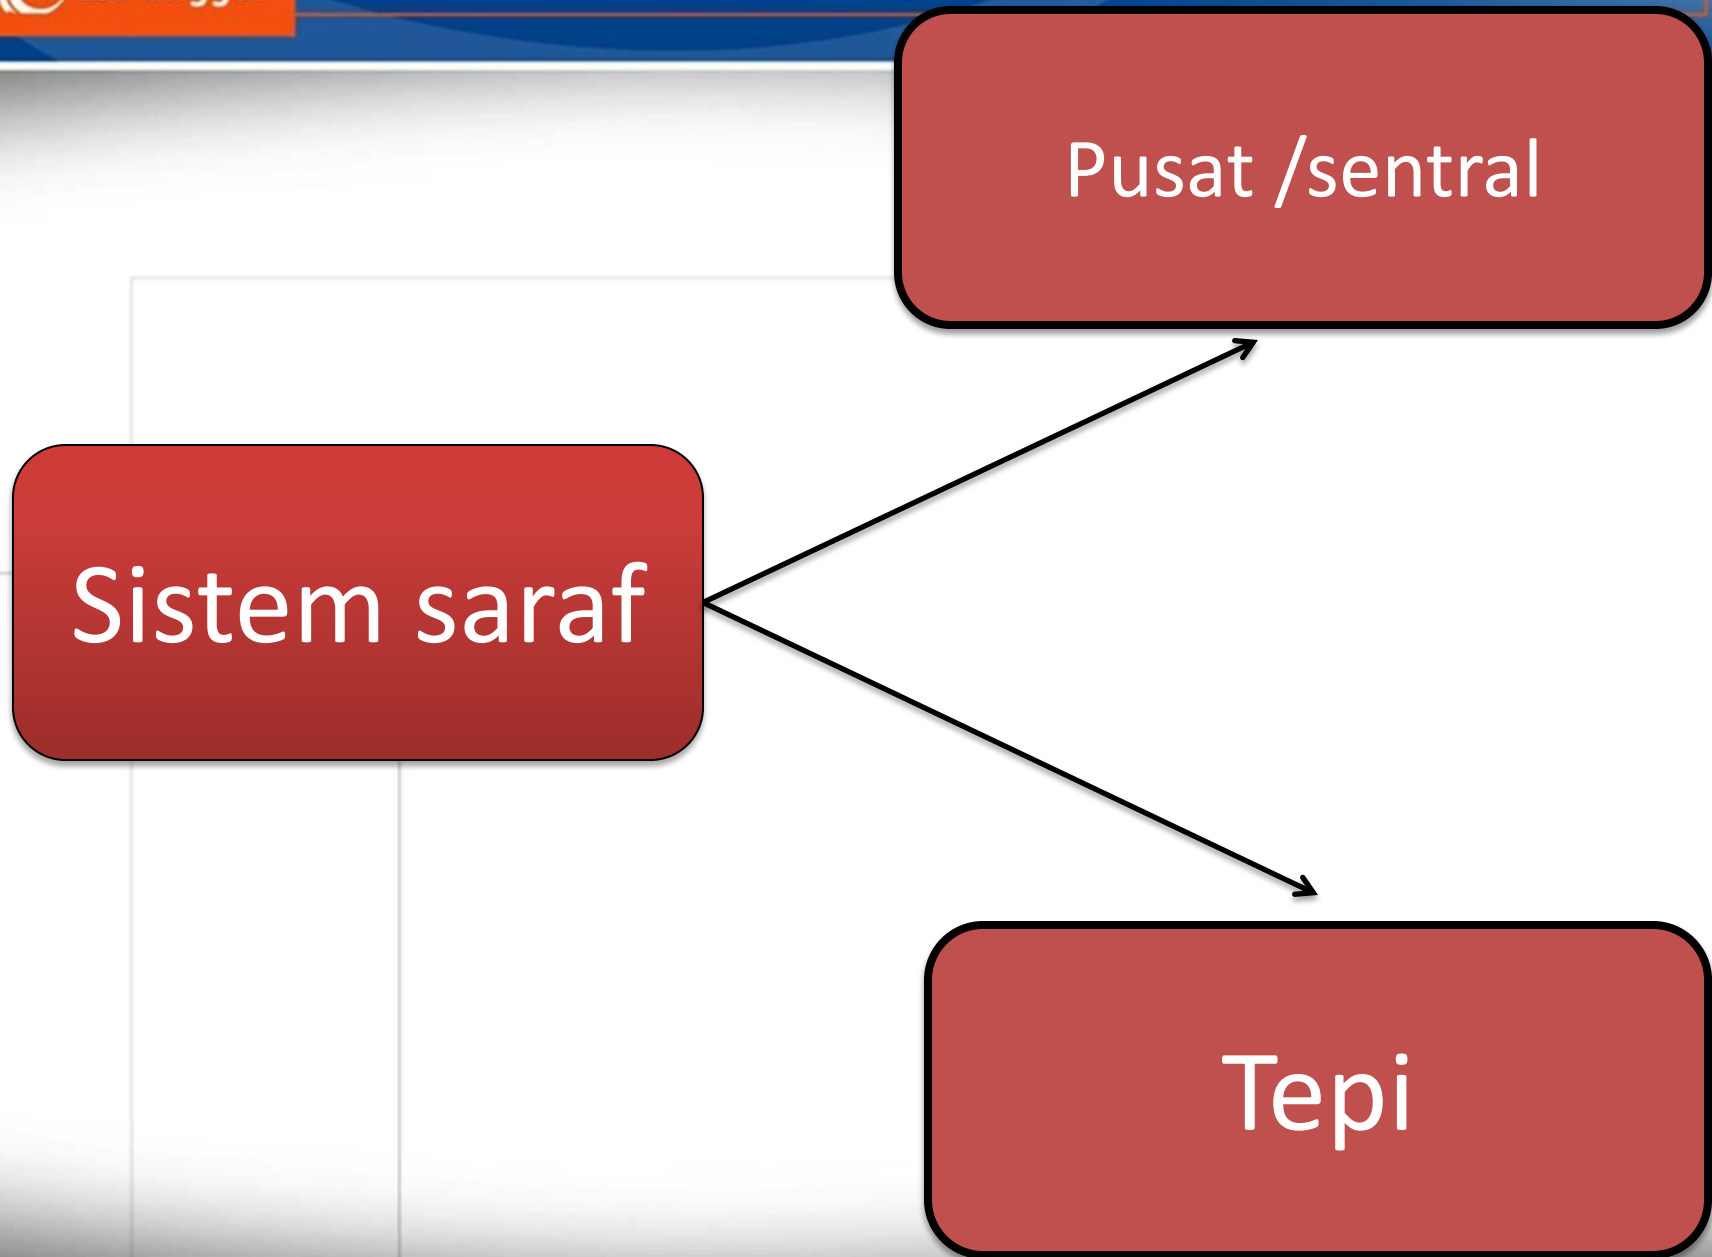 Pusat /sentral
Sistem saraf
Tepi